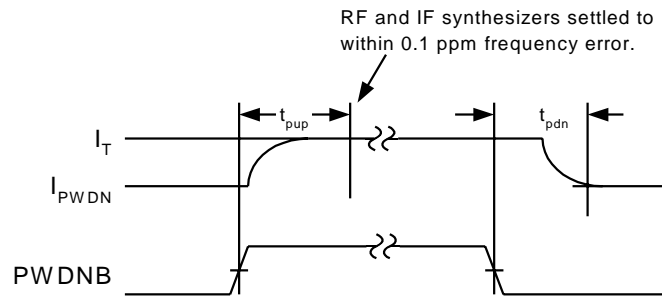 RF and IF synthesizers settled to
within 0.1 ppm frequency error.
tpup
tpdn
IT
IPWDN
PWDNB